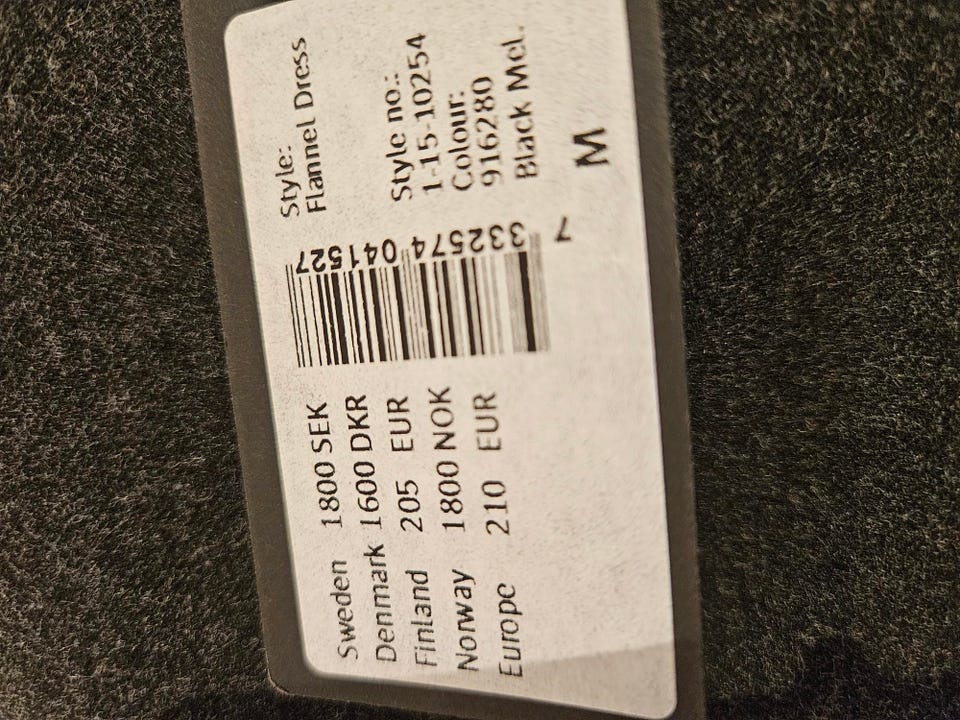 Sweden 1800 SEK
Denmark 1600 DKR
Finland 205 EUR
Norway 1800 NOK
Europe 210 EUR
7 332574 041527
Style:
Flannel Dress
Style no.:
1-15-10254
Colour:
916280
Black Mel.
M